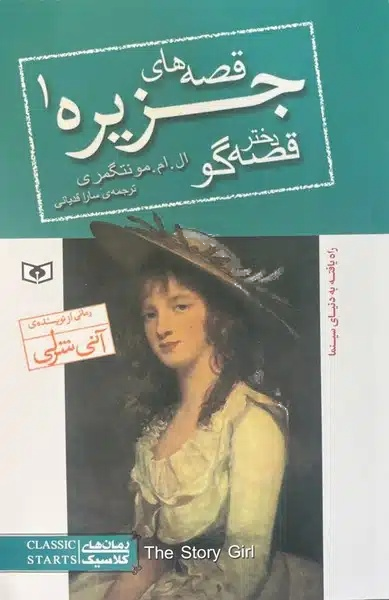 قصه‌های
جزیره ۱
دختر
قصه‌گو
ال.ام.مونتگمری
ترجمه‌ی سارا قدیانی
راه یافته به دنیای سینما
رمانی از نویسنده‌ی
آنی شرلی
The Story Girl
CLASSIC
STARTS
رمان‌های
کلاسیک